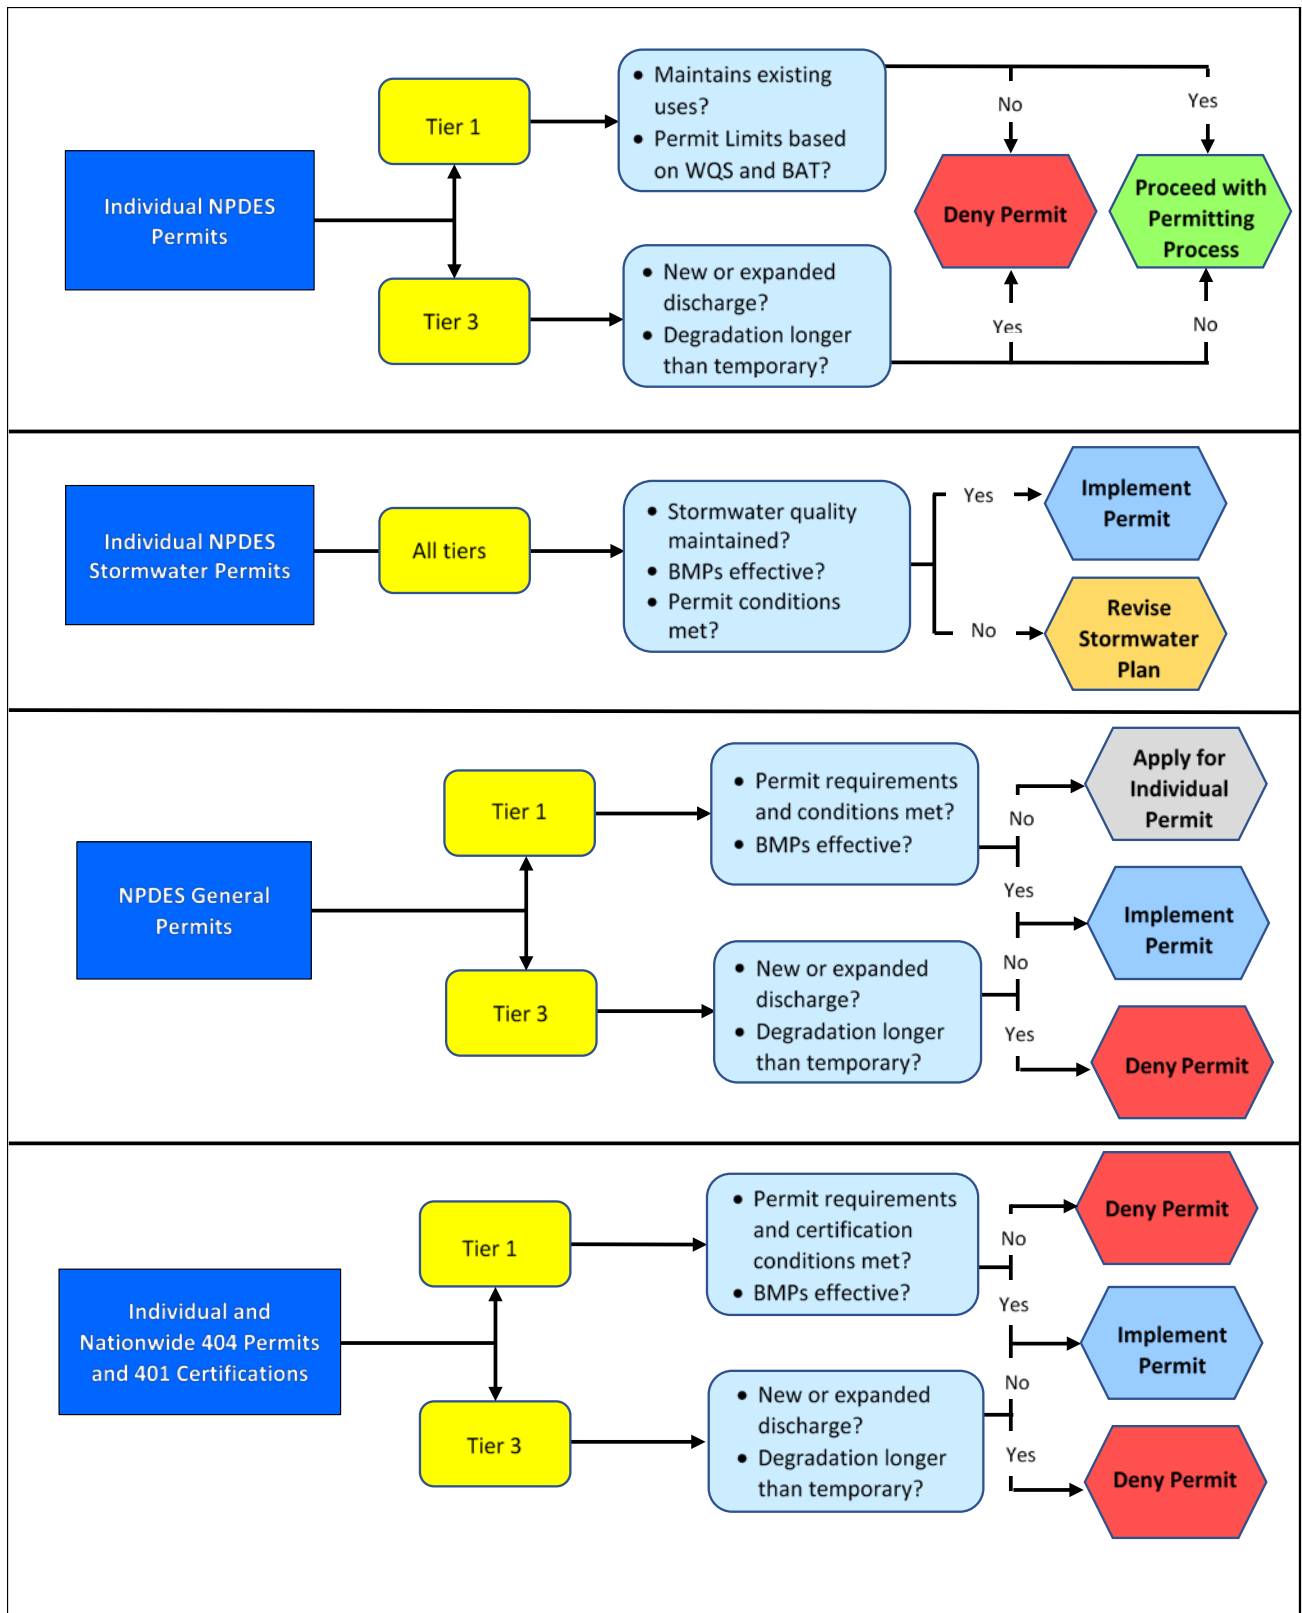 Individual NPDES
Permits
Tier 1
• Maintains existing
uses?
• Permit Limits based
on WQS and BAT?
No
Yes
Deny Permit
Proceed with
Permitting
Process
Tier 3
• New or expanded
discharge?
• Degradation longer
than temporary?
Yes
No
Individual NPDES
Stormwater Permits
All tiers
• Stormwater quality
maintained?
• BMPs effective?
• Permit conditions
met?
Yes
Implement
Permit
No
Revise
Stormwater
Plan
NPDES General
Permits
Tier 1
• Permit requirements
and conditions met?
• BMPs effective?
No
Apply for
Individual
Permit
Yes
Implement
Permit
Tier 3
• New or expanded
discharge?
• Degradation longer
than temporary?
No
Yes
Deny Permit
Individual and
Nationwide 404 Permits
and 401 Certifications
Tier 1
• Permit requirements
and certification
conditions met?
• BMPs effective?
No
Deny Permit
Yes
Implement
Permit
Tier 3
• New or expanded
discharge?
• Degradation longer
than temporary?
No
Yes
Deny Permit